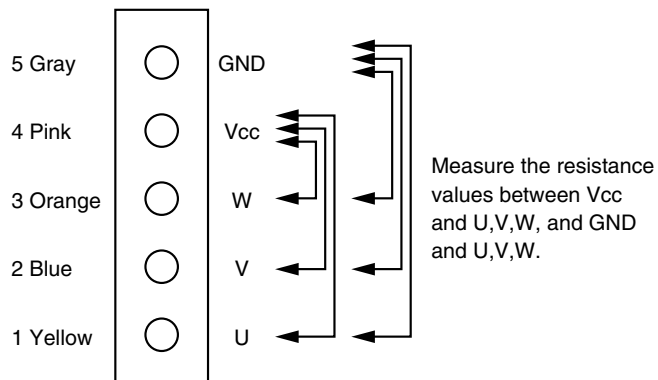 5 Gray GND
4 Pink Vcc
3 Orange W
2 Blue V
1 Yellow U
Measure the resistance
values between Vcc
and U,V,W, and GND
and U,V,W.